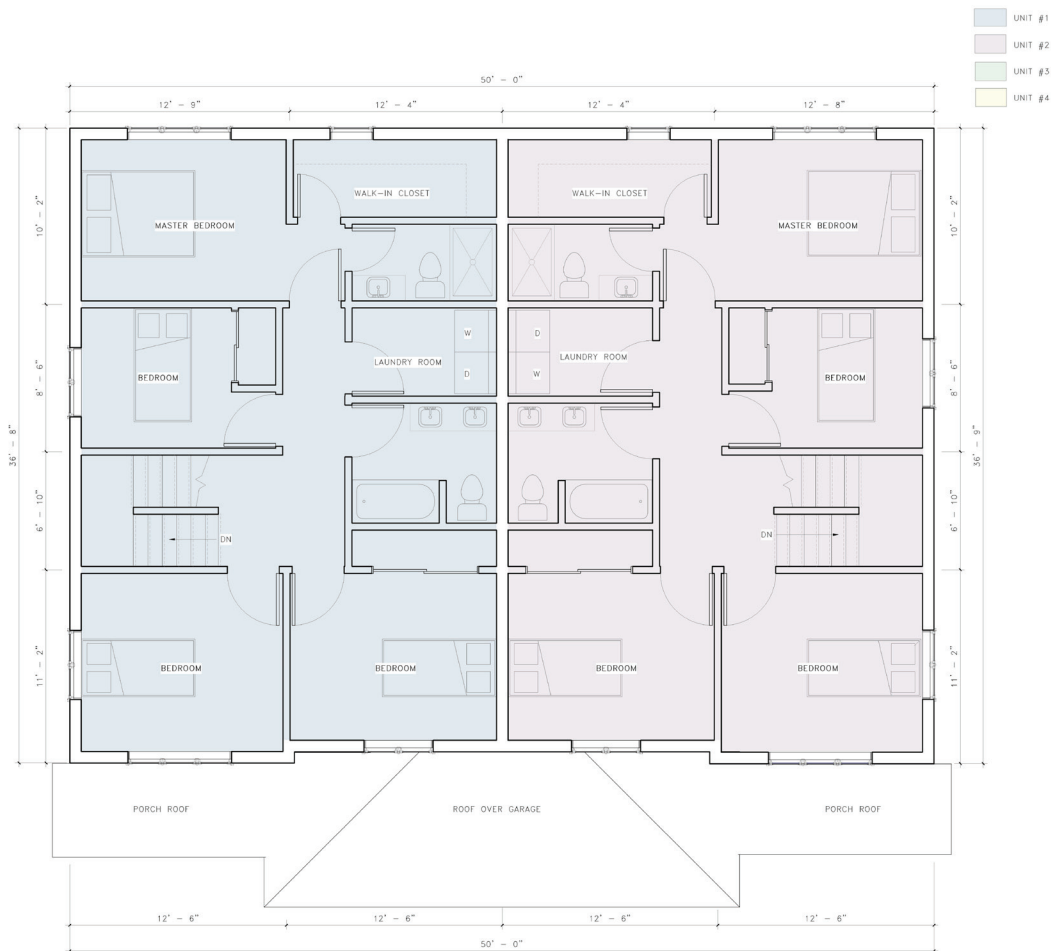 UNIT #1
UNIT #2
UNIT #3
UNIT #4
50' - 0"
12' - 9"
12' - 4"
12' - 4"
12' - 8"
WALK-IN CLOSET
WALK-IN CLOSET
10' - 2"
MASTER BEDROOM
MASTER BEDROOM
10' - 2"
W
D
LAUNDRY ROOM
LAUNDRY ROOM
8' - 6"
BEDROOM
D
W
BEDROOM
8' - 6"
36' - 8"
36' - 9"
6' - 10"
DN
DN
6' - 10"
11' - 2"
BEDROOM
BEDROOM
BEDROOM
BEDROOM
11' - 2"
PORCH ROOF
ROOF OVER GARAGE
PORCH ROOF
12' - 6"
12' - 6"
12' - 6"
12' - 6"
50' - 0"